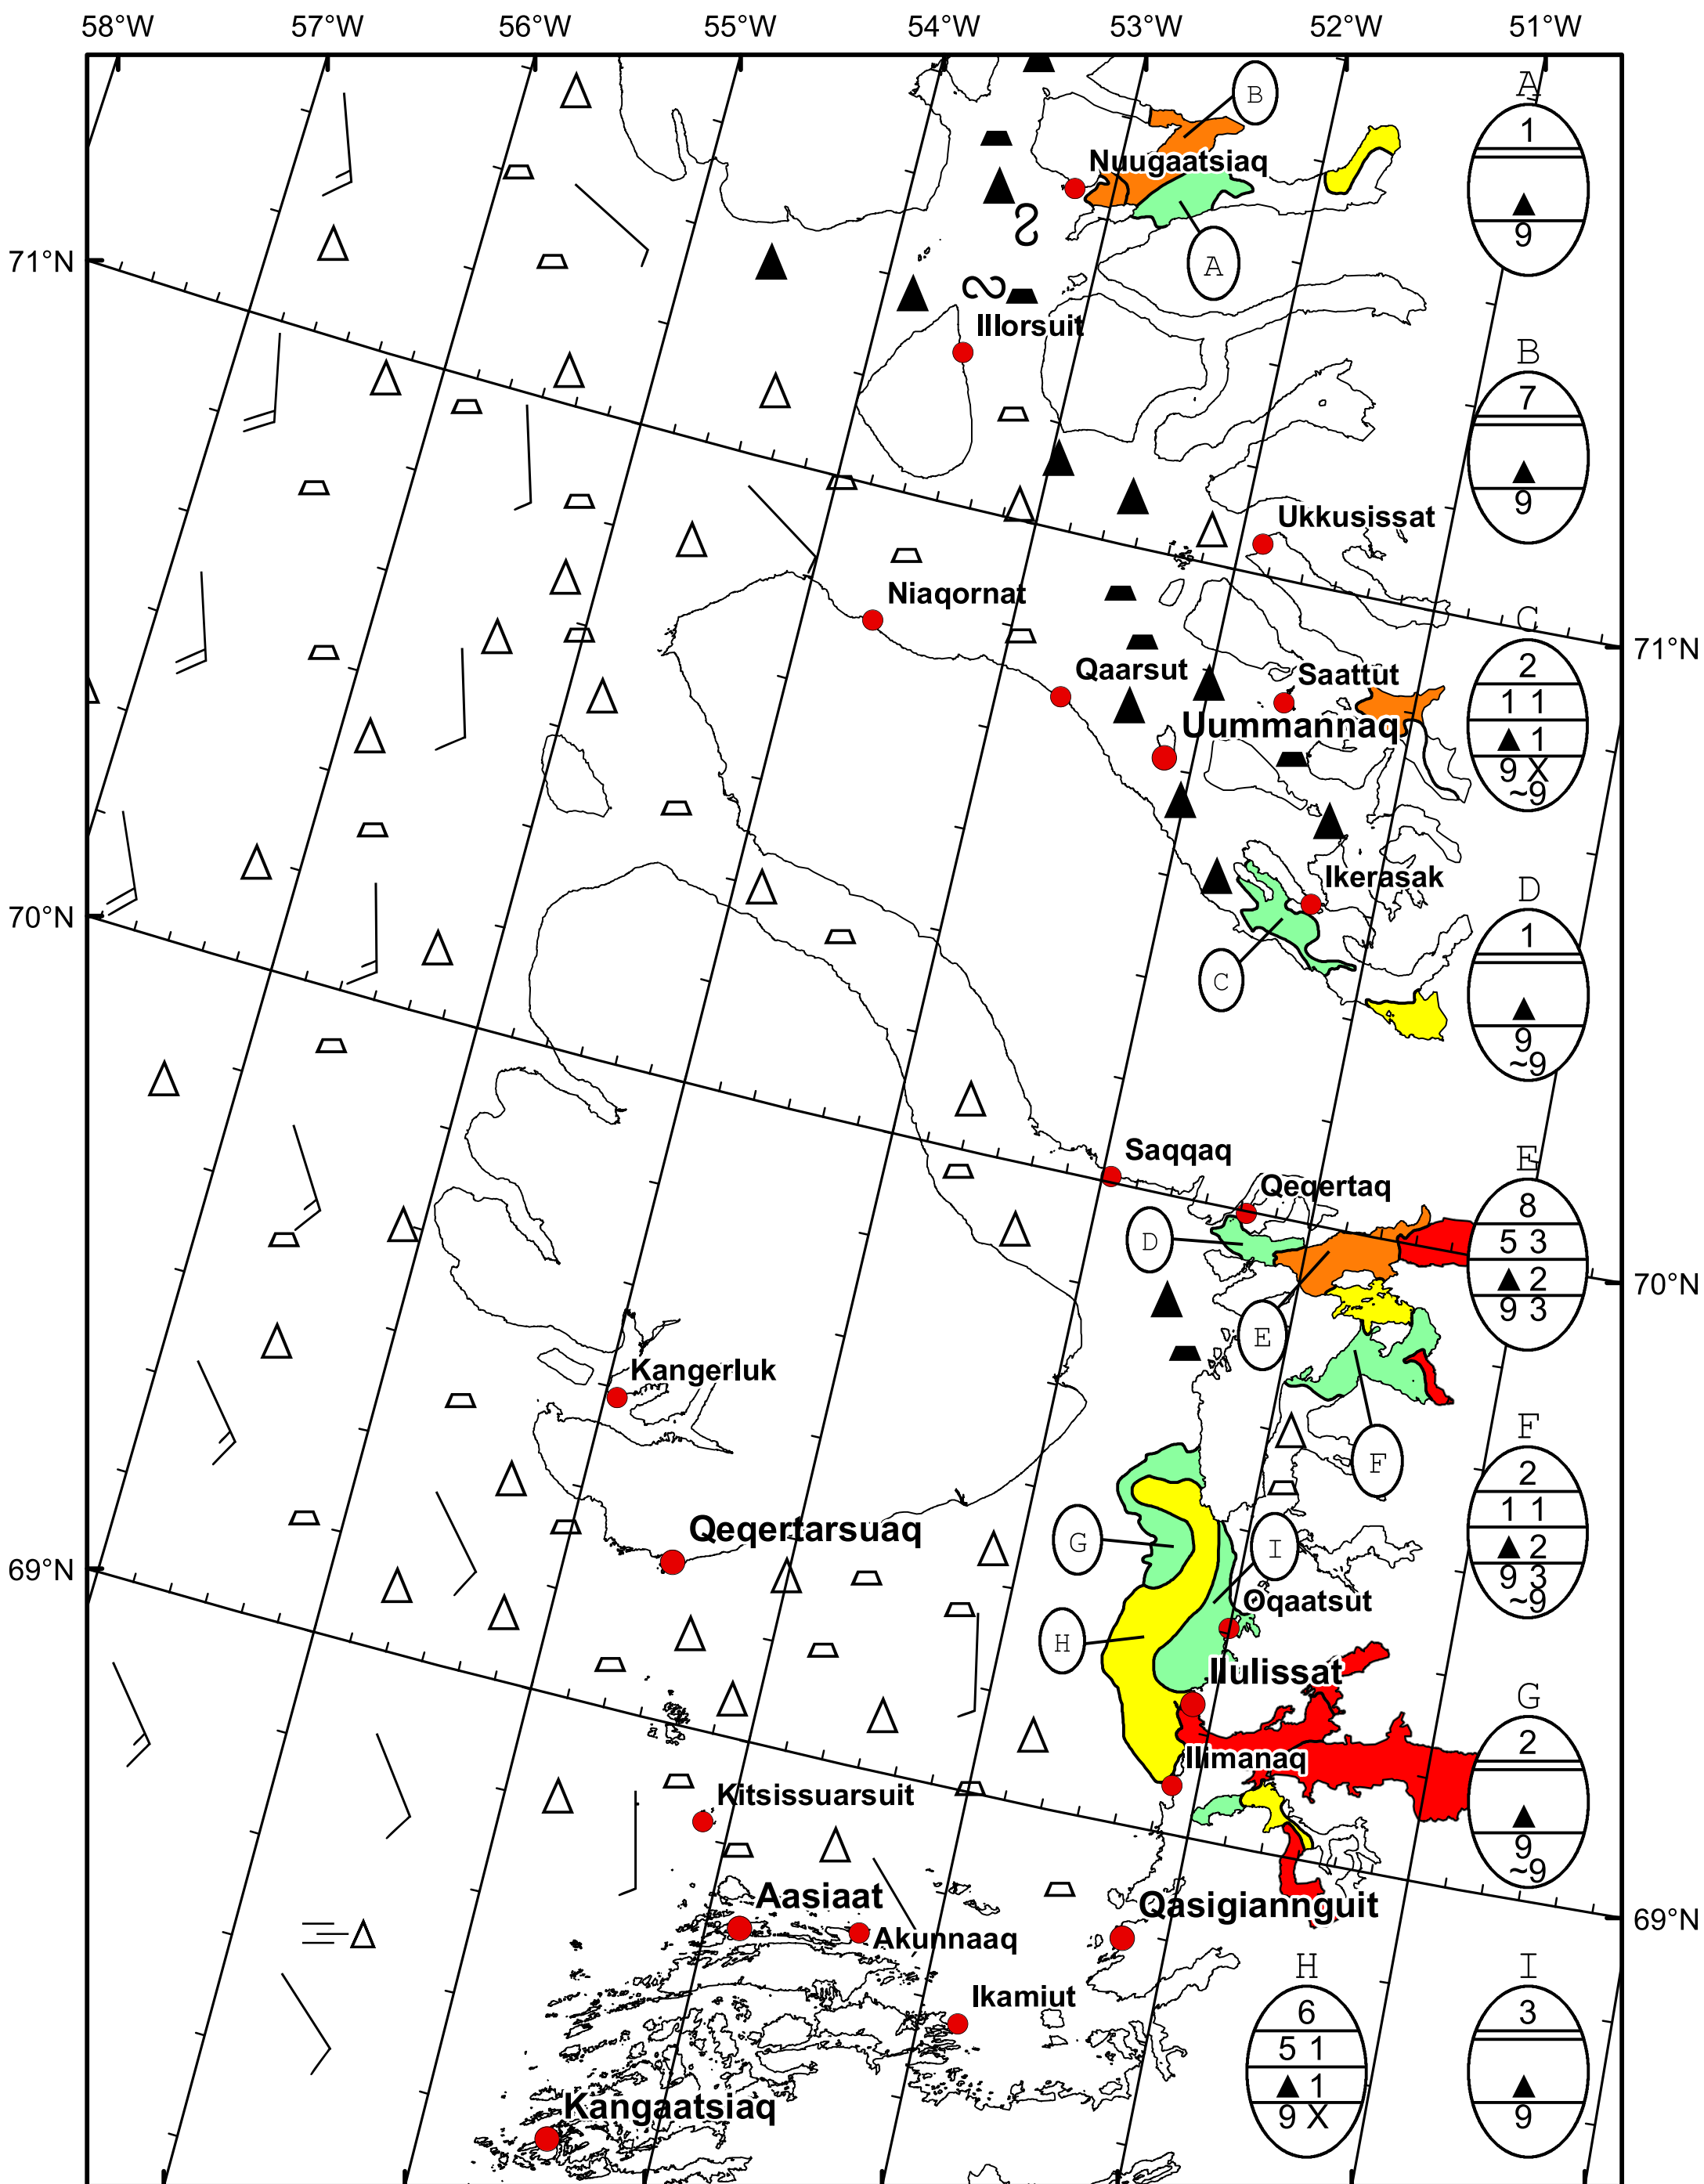 58°W 57°W 56°W 55°W 54°W 53°W 52°W 51°W
A
1
▲
9
B
Nuugaatsiaq
A
71°N
Illorsuit
B
7
▲
9
Ukkusissat
Niaqornat
71°N
Qaarsut
Saattut
Uummannaq
C
2
1 1
▲ 1
9 X
~9
Ikerasak
70°N
C
D
1
▲
9
~9
Saqqaq
Qeqertaq
D
E
E
8
5 3
▲ 2
9 3
70°N
Kangerluk
F
F
2
1 1
▲ 2
9 3
~9
Qeqertarsuaq
G
I
69°N
Oqaatsut
H
Ilulissat
G
2
▲
9
~9
Ilimanaq
Kitsissuarsuit
Aasiaat
Qasigiannguit
69°N
Akunnaaq
Ikamiut
H
6
5 1
▲ 1
9 X
I
3
▲
9
Kangaatsiaq